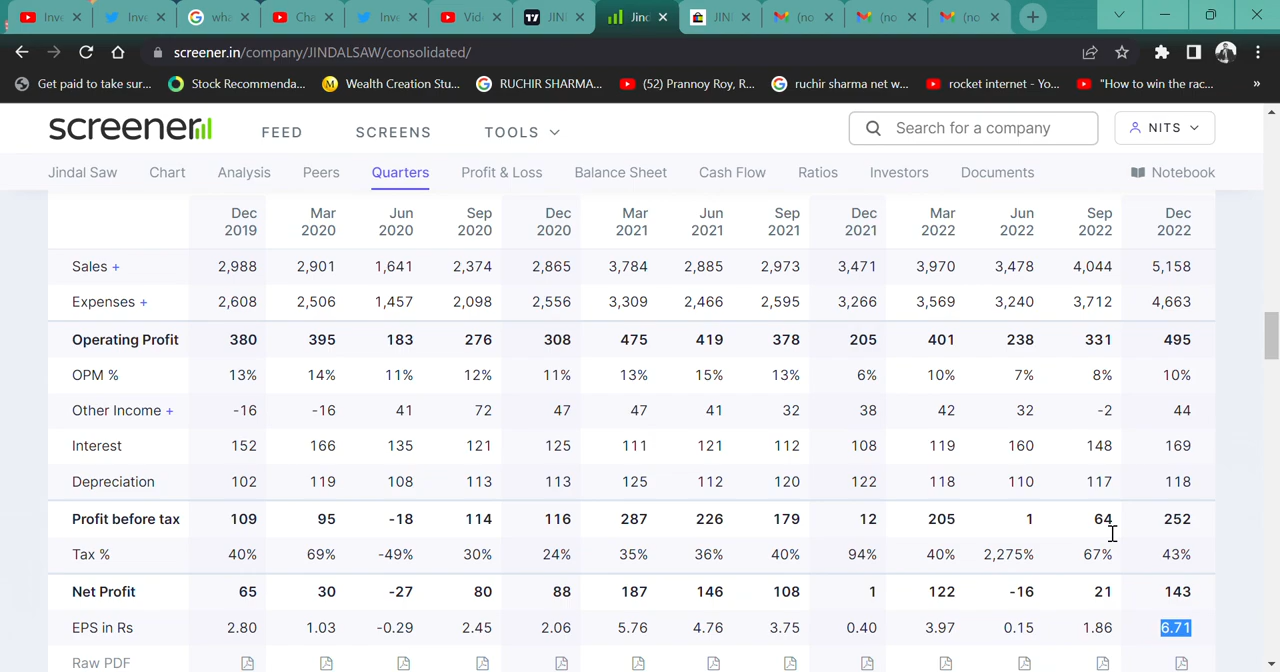 Inve
Inve
wha
Cha
Inve
Vid
JIN
Jind
JIN
(no
(no
(no
screener.in/company/JINDALSAW/consolidated/
Get paid to take sur...
Stock Recommenda...
Wealth Creation Stu...
RUCHIR SHARMA...
(52) Prannoy Roy, R...
ruchir sharma net w...
rocket internet - Yo...
"How to win the rac...
»
screener
FEED
SCREENS
TOOLS
Search for a company
NITS
Jindal Saw Chart Analysis Peers Quarters Profit & Loss Balance Sheet Cash Flow Ratios Investors Documents Notebook
Dec Mar Jun Sep Dec Mar Jun Sep Dec Mar Jun Sep Dec
2019 2020 2020 2020 2020 2021 2021 2021 2021 2022 2022 2022 2022
Sales + 2,988 2,901 1,641 2,374 2,865 3,784 2,885 2,973 3,471 3,970 3,478 4,044 5,158
Expenses + 2,608 2,506 1,457 2,098 2,556 3,309 2,466 2,595 3,266 3,569 3,240 3,712 4,663
Operating Profit 380 395 183 276 308 475 419 378 205 401 238 331 495
OPM % 13% 14% 11% 12% 11% 13% 15% 13% 6% 10% 7% 8% 10%
Other Income + -16 -16 41 72 47 47 41 32 38 42 32 -2 44
Interest 152 166 135 121 125 111 121 112 108 119 160 148 169
Depreciation 102 119 108 113 113 125 112 120 122 118 110 117 118
Profit before tax 109 95 -18 114 116 287 226 179 12 205 1 64 252
Tax % 40% 69% -49% 30% 24% 35% 36% 40% 94% 40% 2,275% 67% 43%
Net Profit 65 30 -27 80 88 187 146 108 1 122 -16 21 143
EPS in Rs 2.80 1.03 -0.29 2.45 2.06 5.76 4.76 3.75 0.40 3.97 0.15 1.86 6.71
Raw PDF